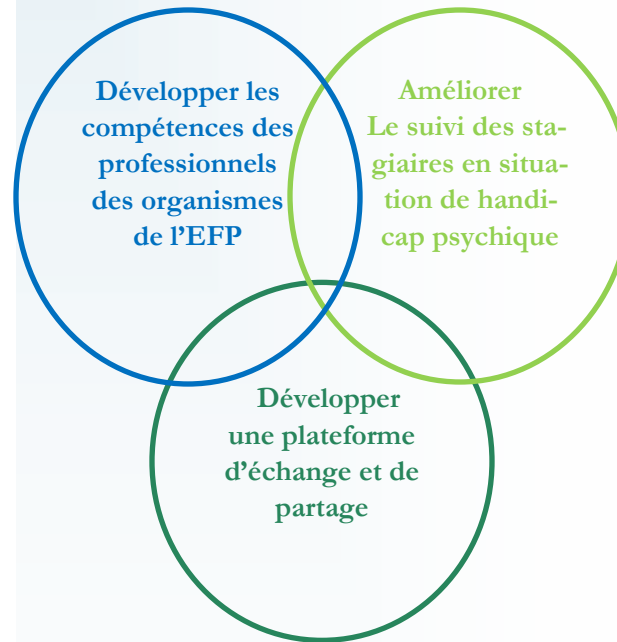 Développer les
compétences des
professionnels
des organismes
de l’EFP
Améliorer
Le suivi des sta-
giaires en situa-
tion de handi-
cap psychique
Développer
une plateforme
d’échange et de
partage